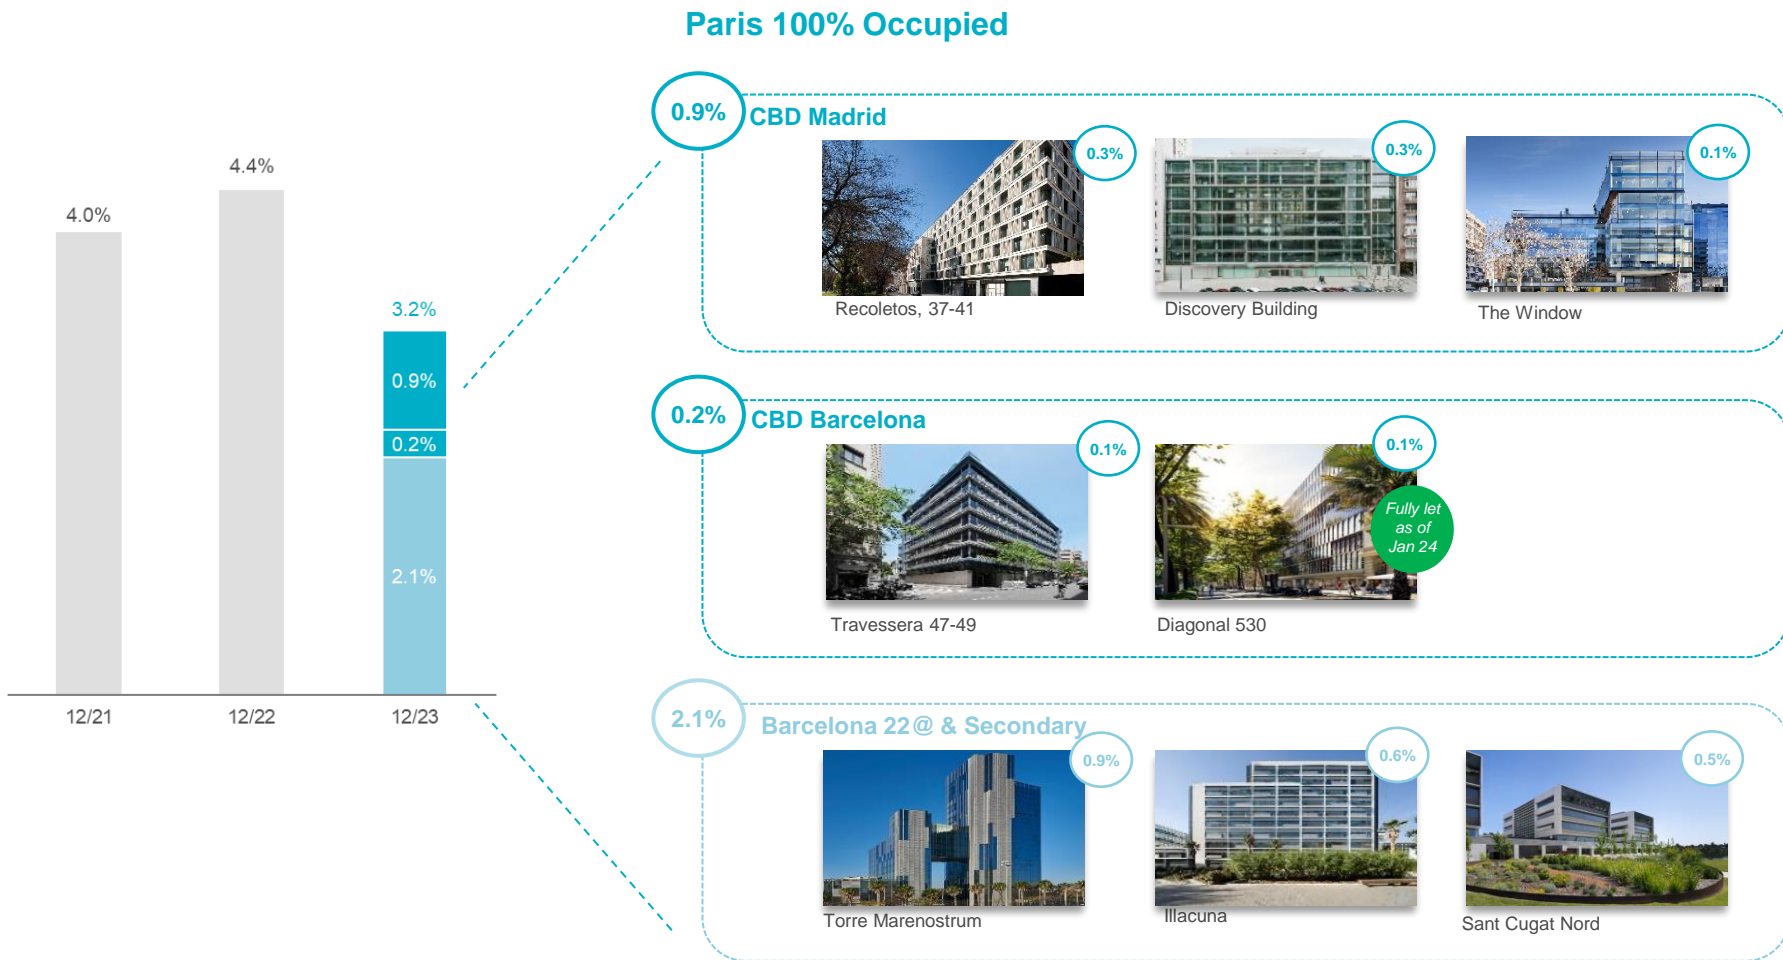 Paris 100% Occupied
4.0%
4.4%
3.2%
0.9%
0.2%
2.1%
12/21
12/22
12/23
0.9%
CBD Madrid
0.3%
0.3%
0.1%
Recoletos, 37-41
Discovery Building
The Window
0.2%
CBD Barcelona
0.1%
0.1%
Fully let
as of
Jan 24
Travessera 47-49
Diagonal 530
2.1%
Barcelona 22@ & Secondary
0.9%
0.6%
0.5%
Torre Marenostrum
Illacuna
Sant Cugat Nord